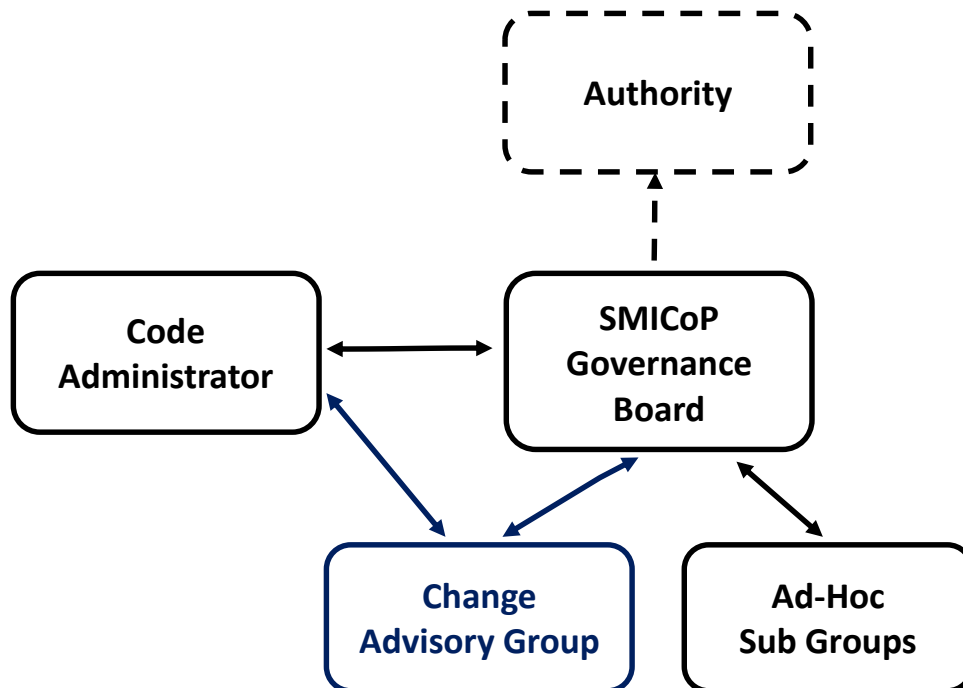 Authority
Code
Administrator
SMICoP
Governance
Board
Change
Advisory Group
Ad-Hoc
Sub Groups